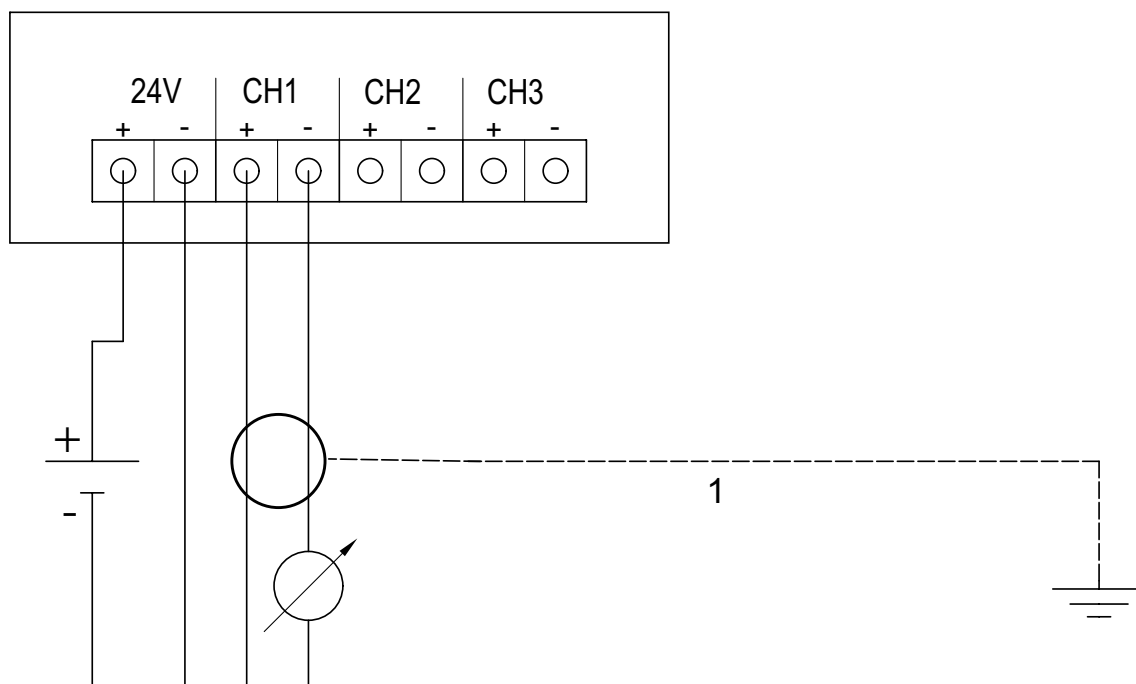 24V CH1 CH2 CH3
+ - + - + - + -
+
-
1